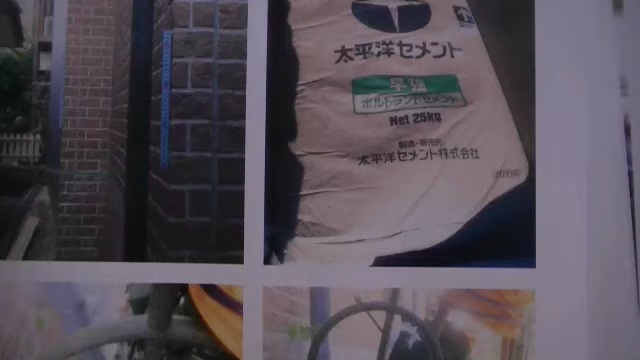 太平洋セメント
早強
ポルトランドセメント
Net 25kg
製造・販売元
太平洋セメント株式会社